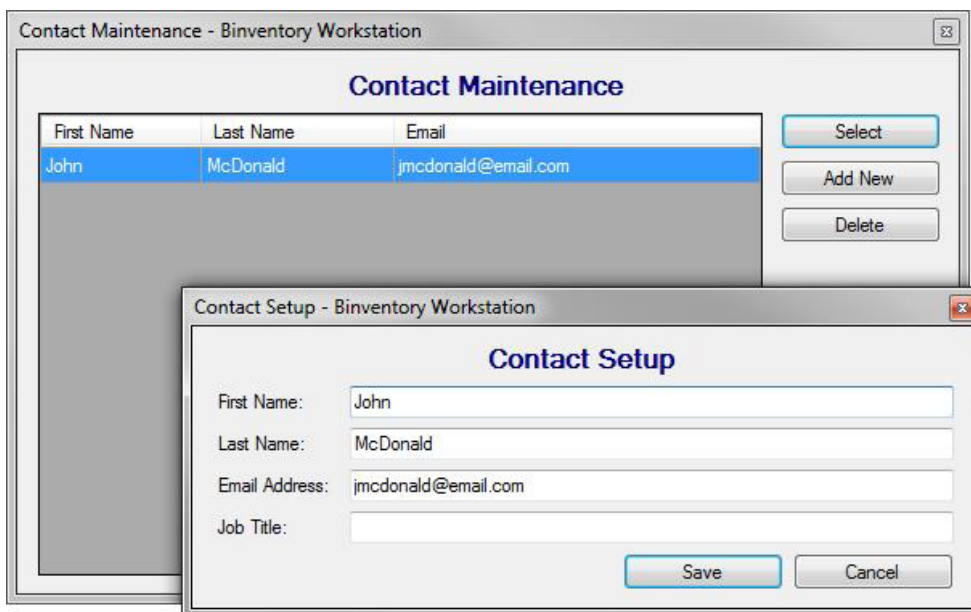 Contact Maintenance - Binventory Workstation
Contact Maintenance
First Name Last Name Email
John McDonald jmcdonald@email.com
Select
Add New
Delete
Contact Setup - Binventory Workstation
Contact Setup
First Name: John
Last Name: McDonald
Email Address: jmcdonald@email.com
Job Title:
Save Cancel